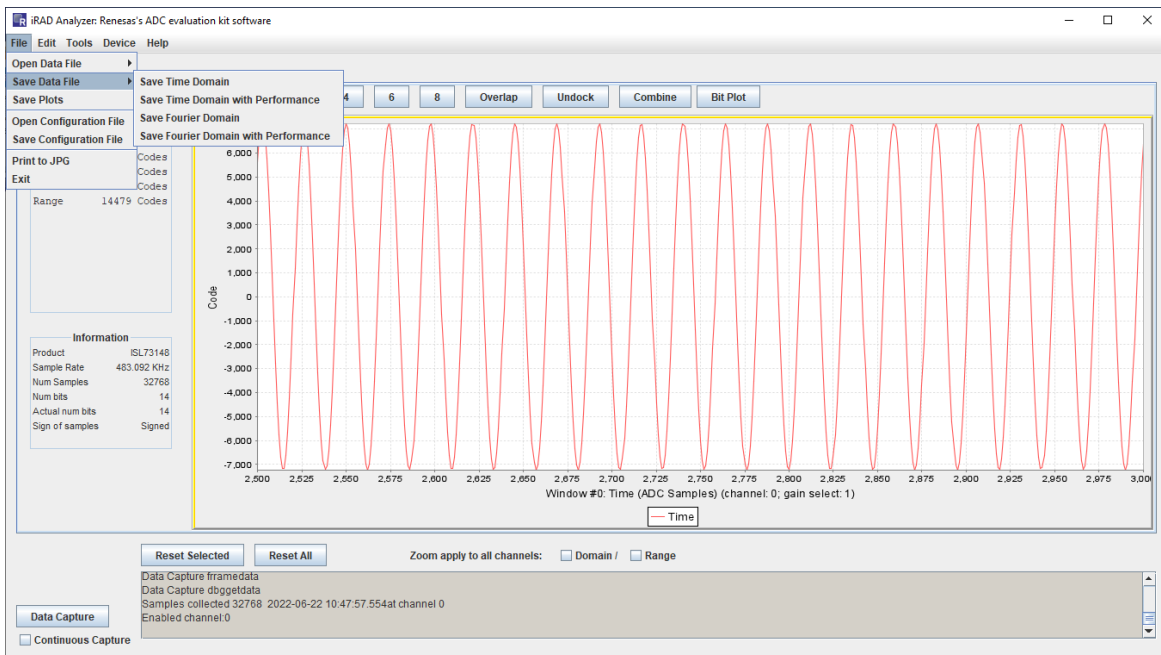 iRAD Analyzer: Renesas's ADC evaluation kit software
File Edit Tools Device Help
Open Data File
Save Data File
Save Plots
Open Configuration File
Save Configuration File
Print to JPG
Exit
Save Time Domain
Save Time Domain with Performance
Save Fourier Domain
Save Fourier Domain with Performance
4 6 8 Overlap Undock Combine Bit Plot
Codes
Codes
Codes
Range 14479 Codes
Information
Product ISL73148
Sample Rate 483.092 KHz
Num Samples 32768
Num bits 14
Actual num bits 14
Sign of samples Signed
Code
6,000
5,000
4,000
3,000
2,000
1,000
0
-1,000
-2,000
-3,000
-4,000
-5,000
-6,000
-7,000
2,500 2,525 2,550 2,575 2,600 2,625 2,650 2,675 2,700 2,725 2,750 2,775 2,800 2,825 2,850 2,875 2,900 2,925 2,950 2,975 3,00
Window #0: Time (ADC Samples) (channel: 0; gain select: 1)
Time
Reset Selected Reset All Zoom apply to all channels: Domain / Range
Data Capture frramedata
Data Capture dbggetdata
Samples collected 32768 2022-06-22 10:47:57.554at channel 0
Enabled channel:0
Data Capture
Continuous Capture